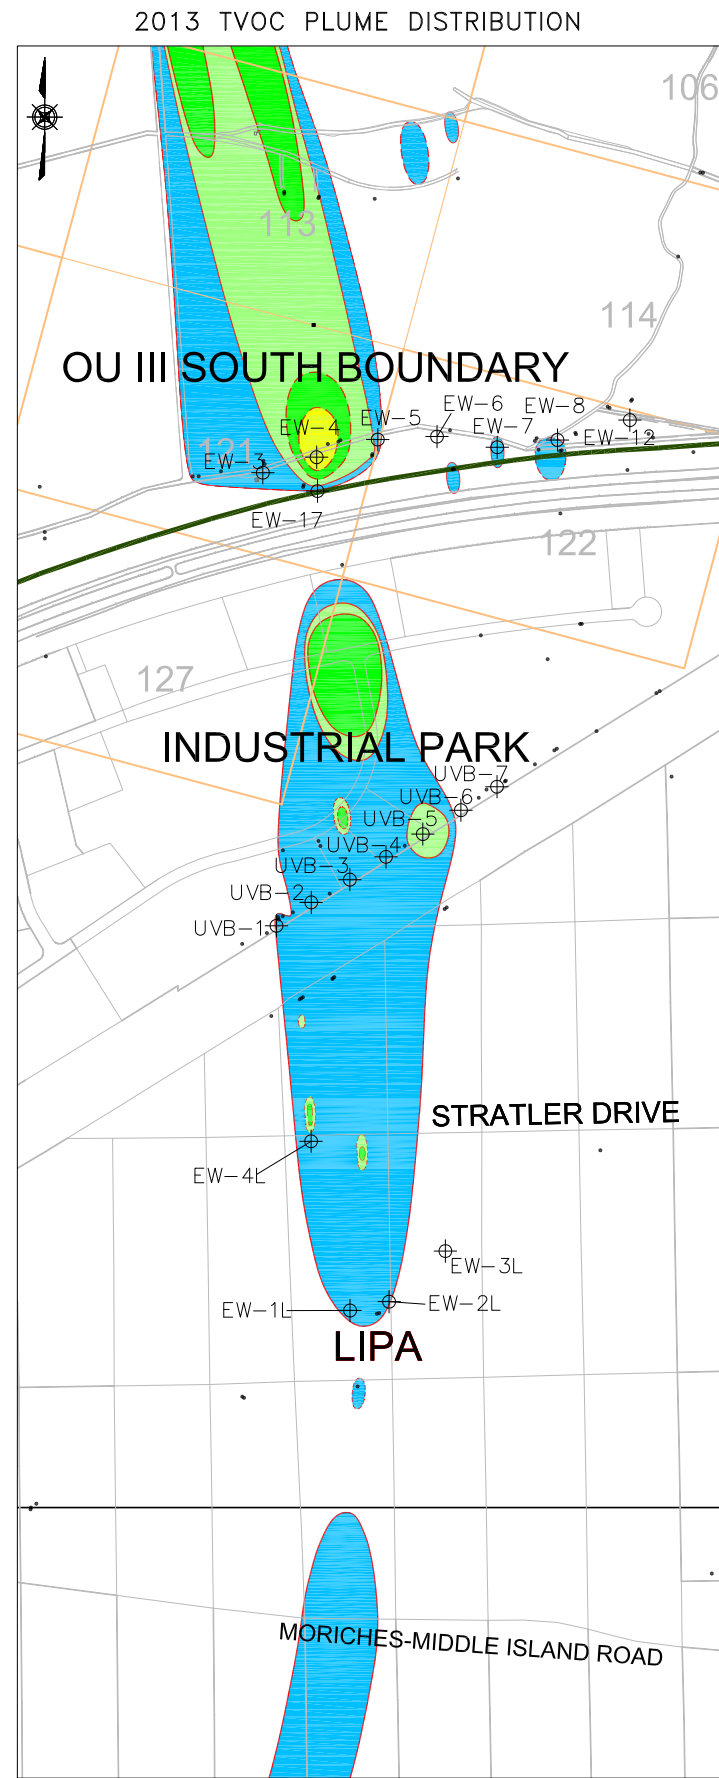 2013 TVOC PLUME DISTRIBUTION
106
113
114
OU III SOUTH BOUNDARY
EW-6
EW-8
EW-5
EW-7
EW-4
EW-12
121
EW-3
EW-17
122
127
INDUSTRIAL PARK
UVB-7
UVB-6
UVB-5
UVB-4
UVB-3
UVB-2
UVB-1
STRATLER DRIVE
EW-4L
EW-3L
EW-1L
EW-2L
LIPA
MORICHES-MIDDLE ISLAND ROAD